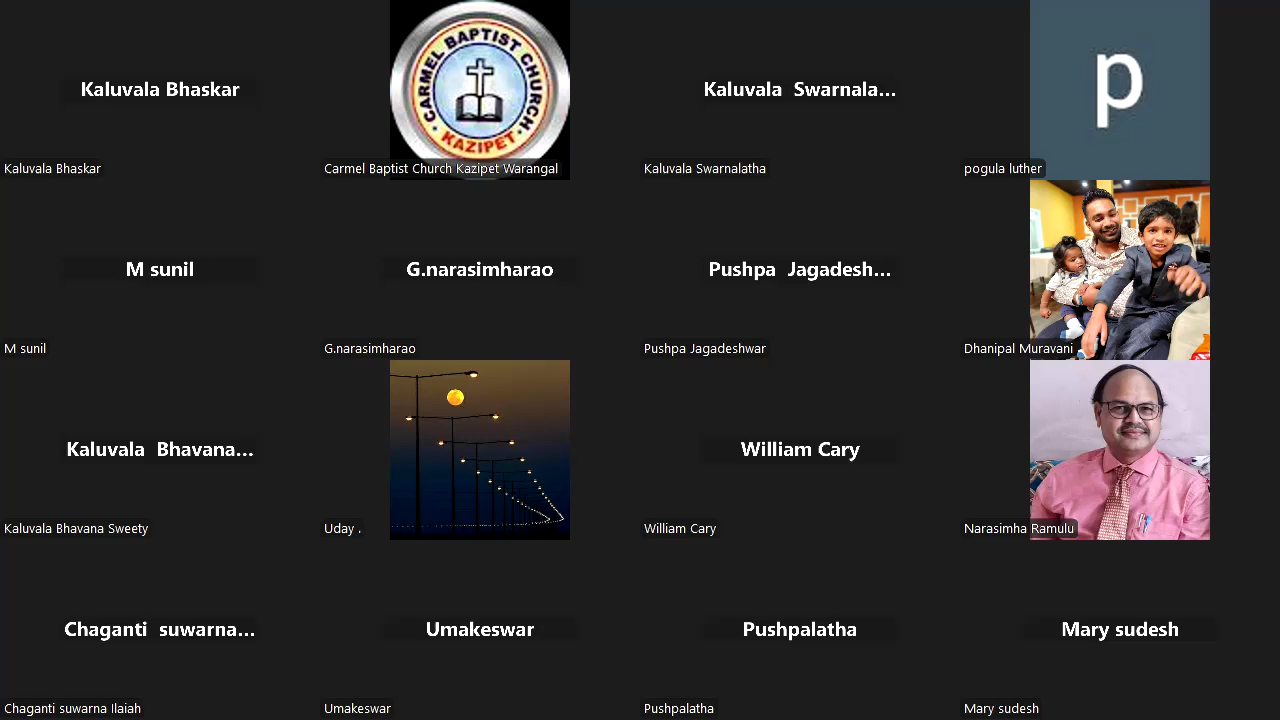 Kaluvala Bhaskar
Kaluvala Bhaskar
CARMEL BAPTIST CHURCH
KAZIPET
Carmel Baptist Church Kazipet Warangal
Kaluvala Swarnala...
Kaluvala Swarnalatha
p
pogula luther
M sunil
M sunil
G.narasimharao
G.narasimharao
Pushpa Jagadesh...
Pushpa Jagadeshwar
Dhanipal Muravani
Kaluvala Bhavana...
Kaluvala Bhavana Sweety
Uday .
William Cary
William Cary
Narasimha Ramulu
Chaganti suwarna...
Chaganti suwarna Ilaiah
Umakeswar
Umakeswar
Pushpalatha
Pushpalatha
Mary sudesh
Mary sudesh